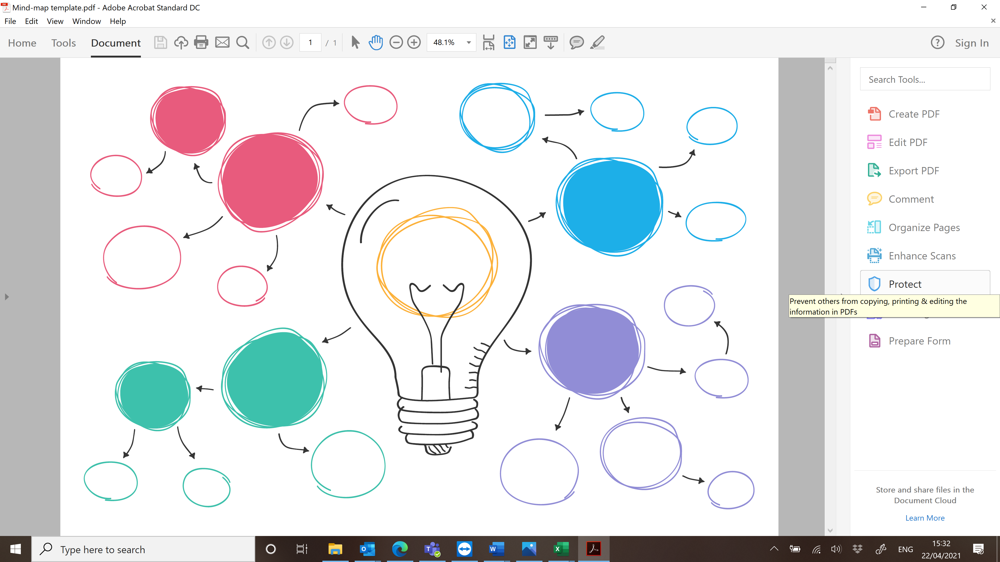 Mind-map template.pdf - Adobe Acrobat Standard DC
File Edit View Window Help
Home Tools Document 1 / 1 48.1% Sign In
Search Tools...
Create PDF
Edit PDF
Export PDF
Comment
Organize Pages
Enhance Scans
Protect
Prevent others from copying, printing & editing the
information in PDFs
Prepare Form
Store and share files in the
Document Cloud
Learn More
Type here to search
ENG
15:32
22/04/2021